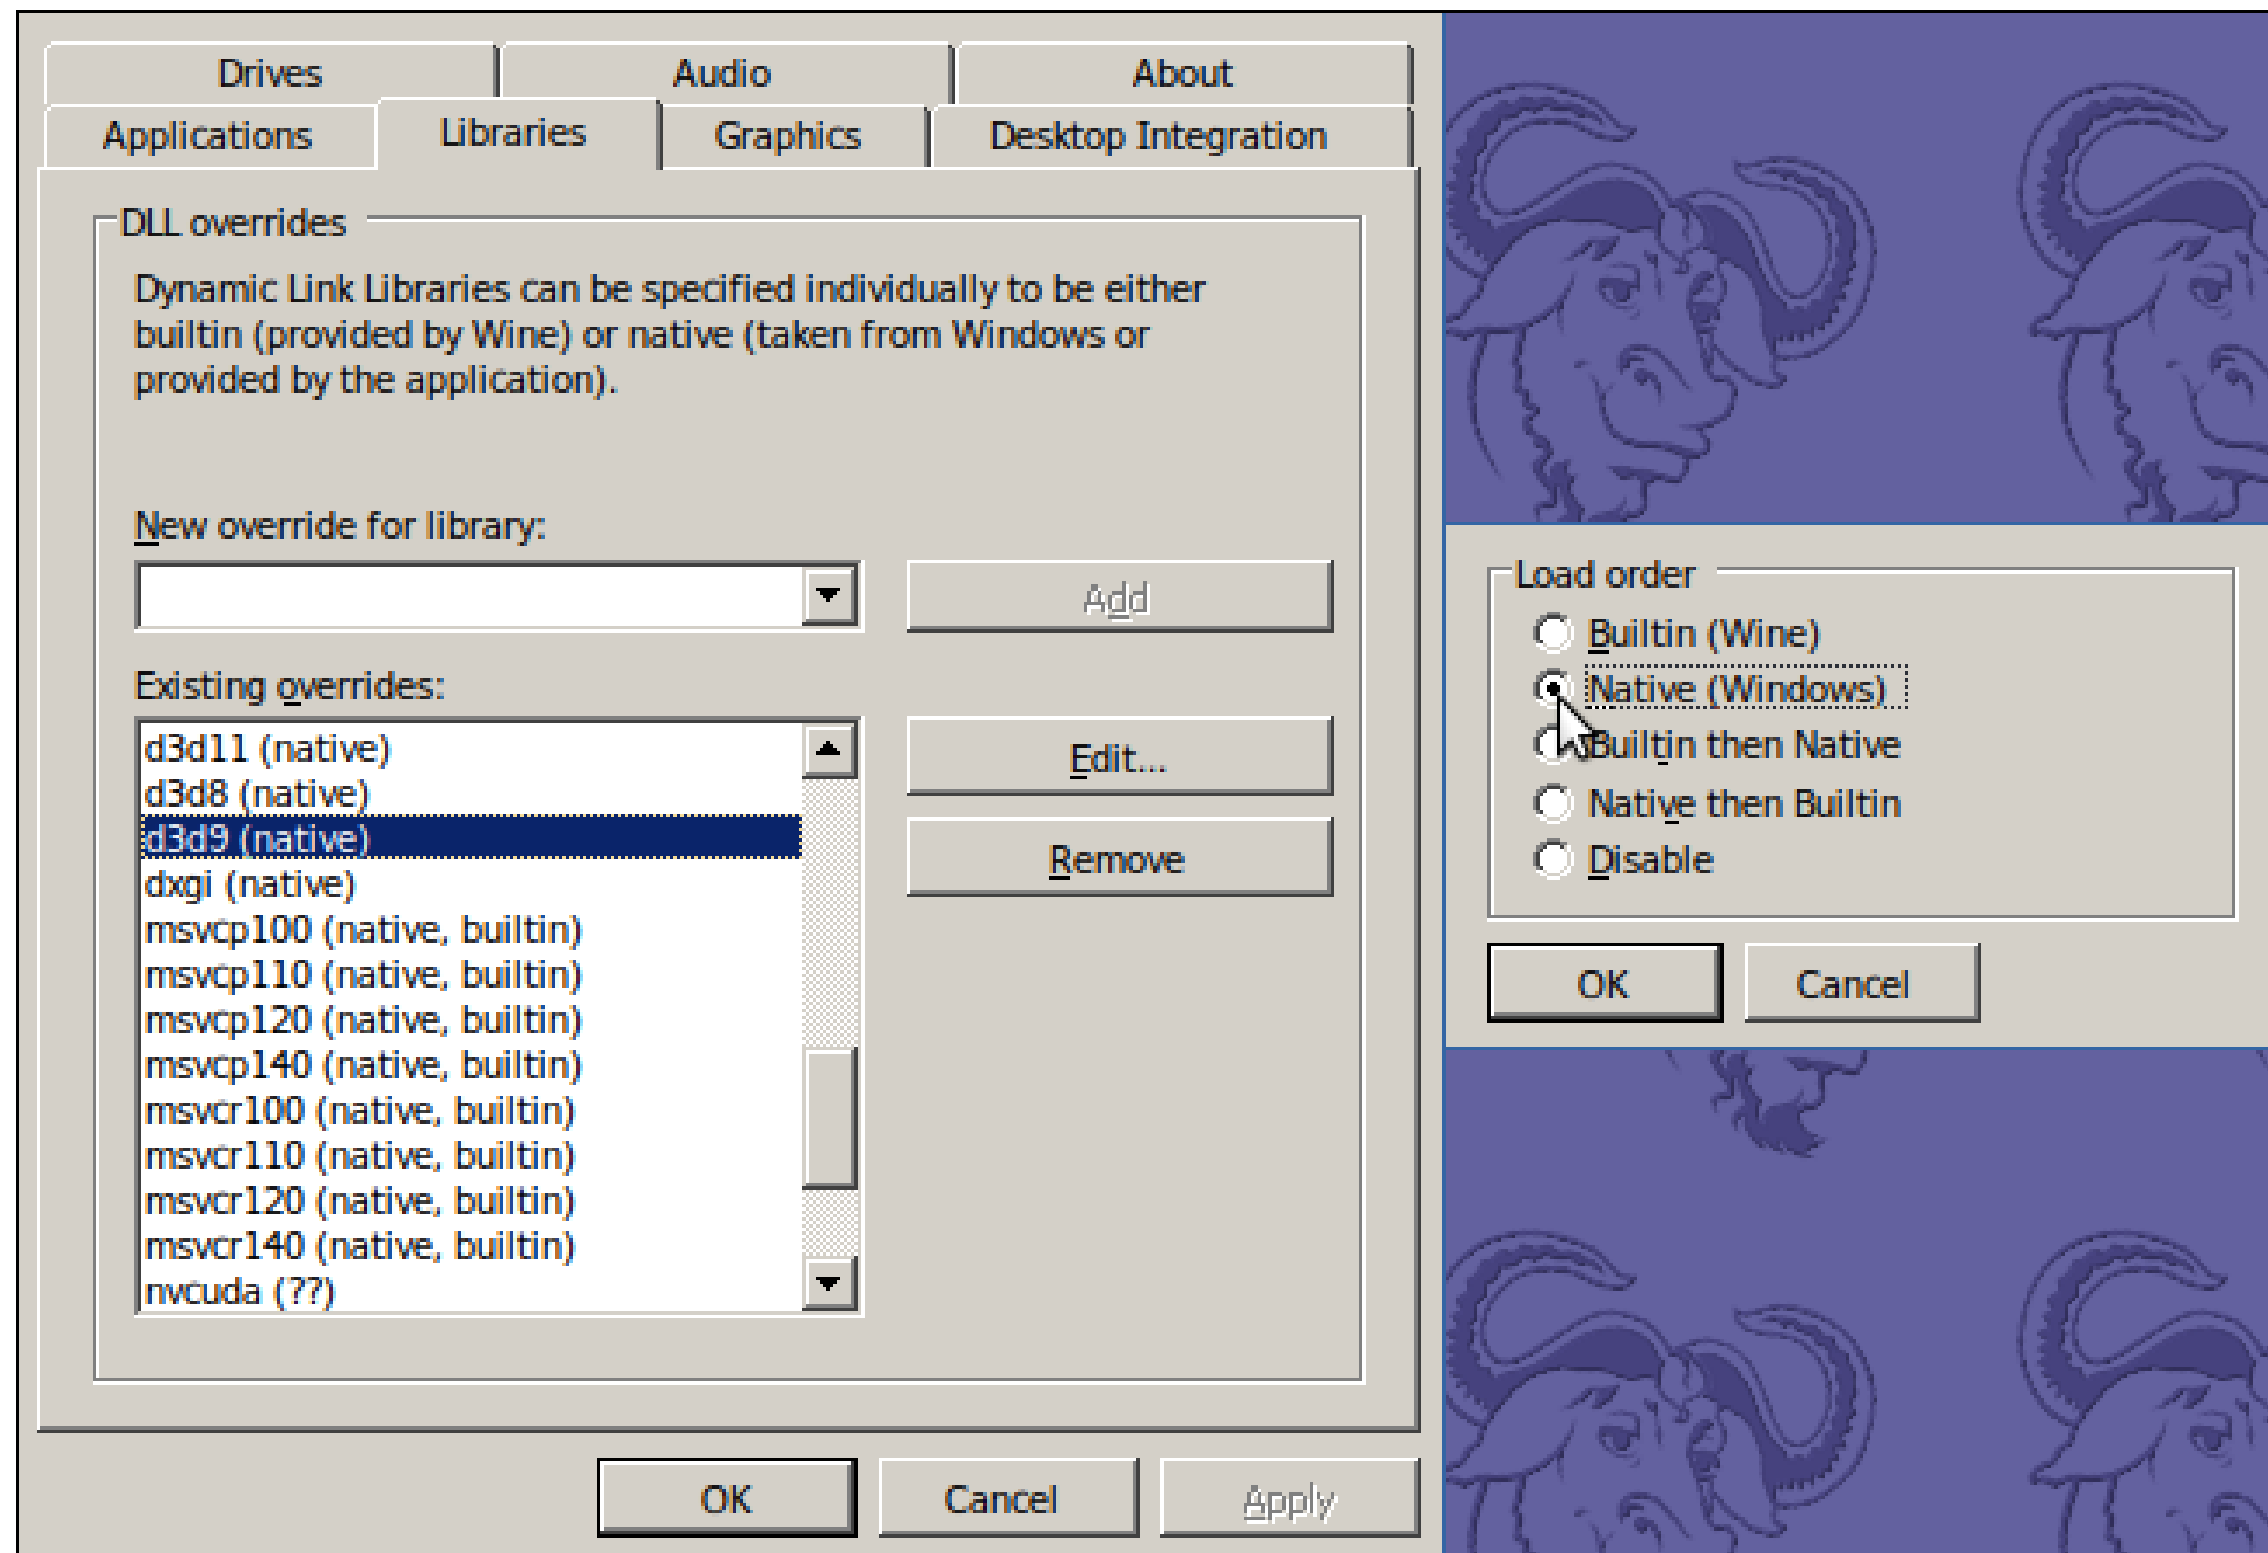 Drives
Audio
About
Applications
Libraries
Graphics
Desktop Integration
DLL overrides
Dynamic Link Libraries can be specified individually to be either
builtin (provided by Wine) or native (taken from Windows or
provided by the application).
New override for library:
Add
Existing overrides:
d3d11 (native)
d3d8 (native)
d3d9 (native)
dxgi (native)
msvcp100 (native, builtin)
msvcp110 (native, builtin)
msvcp120 (native, builtin)
msvcp140 (native, builtin)
msvcr100 (native, builtin)
msvcr110 (native, builtin)
msvcr120 (native, builtin)
msvcr140 (native, builtin)
nvcuda (??)
Edit...
Remove
OK
Cancel
Apply
Load order
Builtin (Wine)
Native (Windows)
Builtin then Native
Native then Builtin
Disable
OK
Cancel